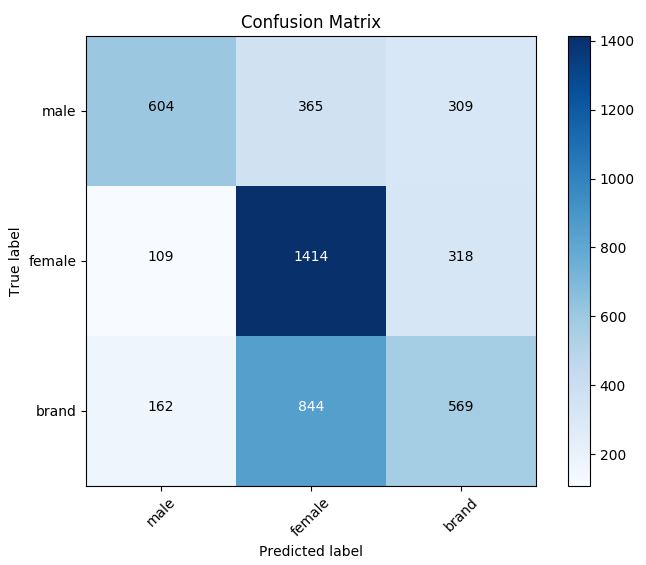 Confusion Matrix
male
604
365
309
female
109
1414
318
brand
162
844
569
male
female
brand
True label
Predicted label
1400
1200
1000
800
600
400
200